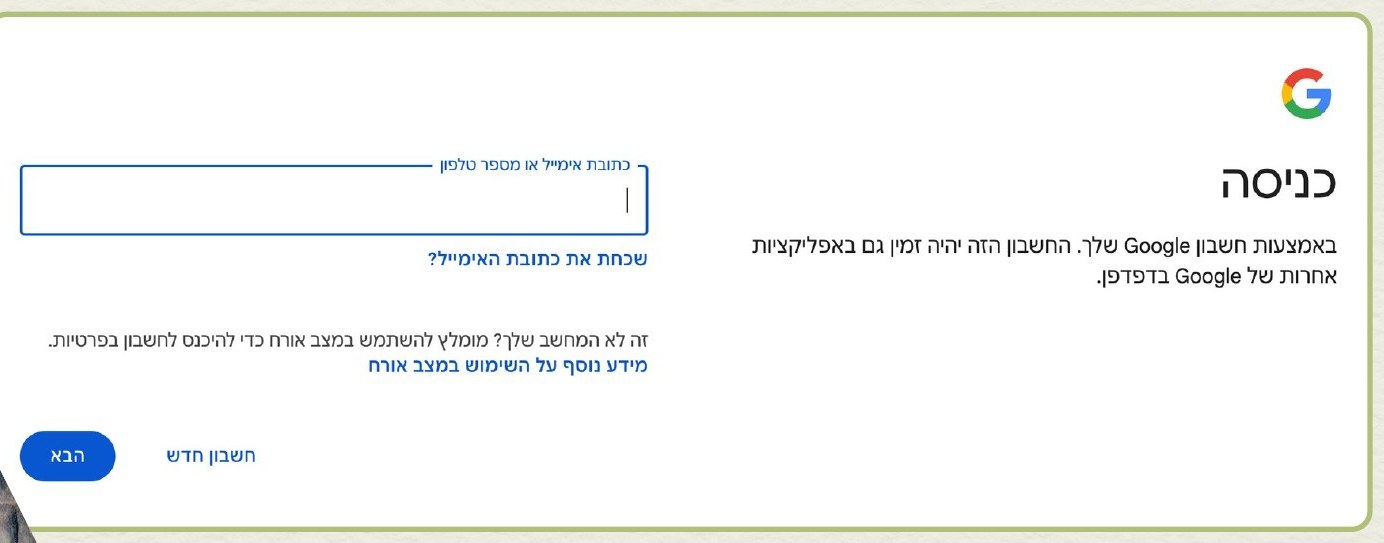 כניסה
באמצעות חשבון Google שלך. החשבון הזה יהיה זמין גם באפליקציות
אחרות של Google בדפדפן.
כתובת אימייל או מספר טלפון
שכחת את כתובת האימייל?
זה לא המחשב שלך? מומלץ להשתמש במצב אורח כדי להיכנס לחשבון בפרטיות.
מידע נוסף על השימוש במצב אורח
חשבון חדש
הבא